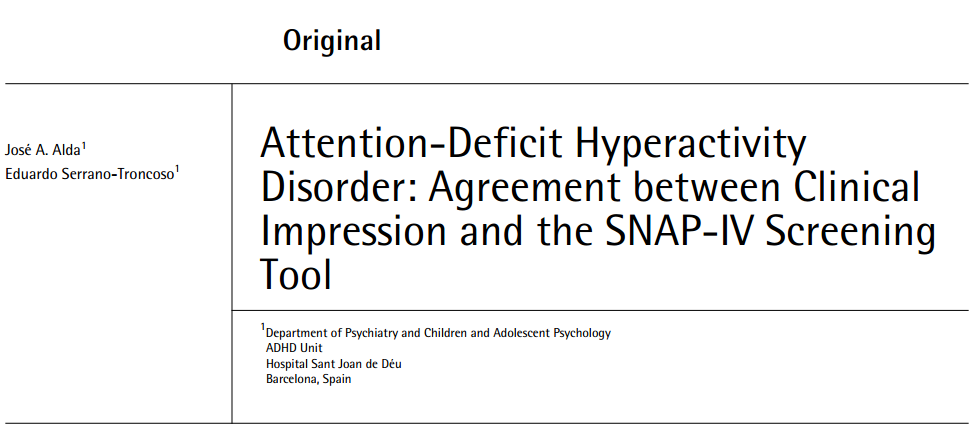 Original
José A. Alda1
Eduardo Serrano-Troncoso1
Attention-Deficit Hyperactivity
Disorder: Agreement between Clinical
Impression and the SNAP-IV Screening
Tool
1Department of Psychiatry and Children and Adolescent Psychology
ADHD Unit
Hospital Sant Joan de Déu
Barcelona, Spain